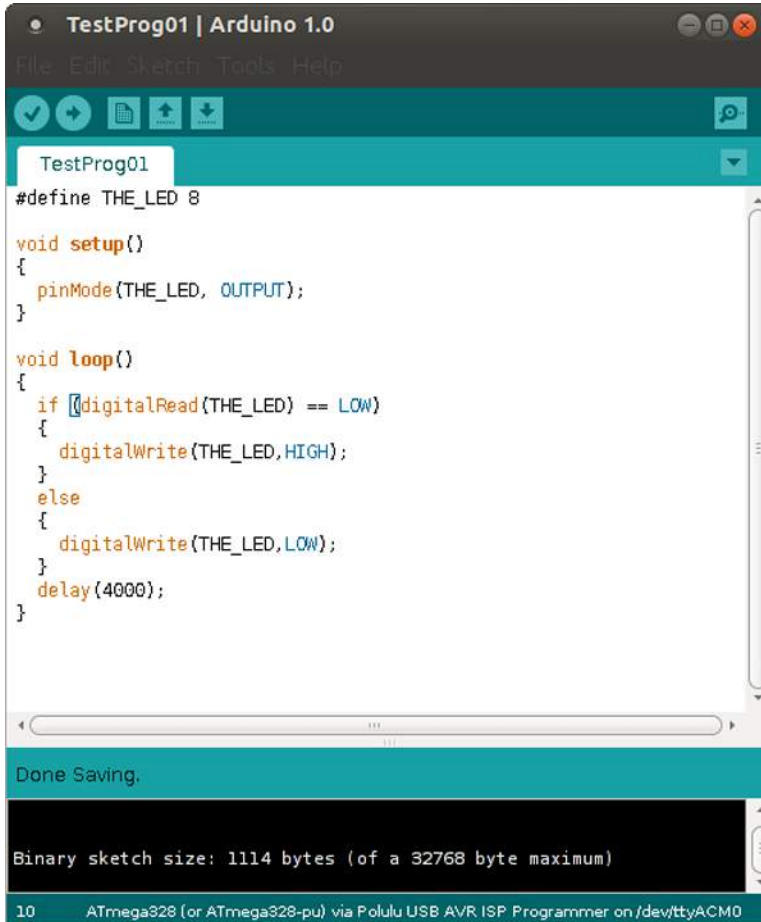 TestProg01 | Arduino 1.0
File Edit Sketch Tools Help
TestProg01
#define THE_LED 8
void setup()
{
  pinMode(THE_LED, OUTPUT);
}
void loop()
{
  if (digitalRead(THE_LED) == LOW)
  {
    digitalWrite(THE_LED,HIGH);
  }
  else
  {
    digitalWrite(THE_LED,LOW);
  }
  delay(4000);
}
Done Saving.
Binary sketch size: 1114 bytes (of a 32768 byte maximum)
10 ATmega328 (or ATmega328-pu) via Polulu USB AVR ISP Programmer on /dev/ttyACM0